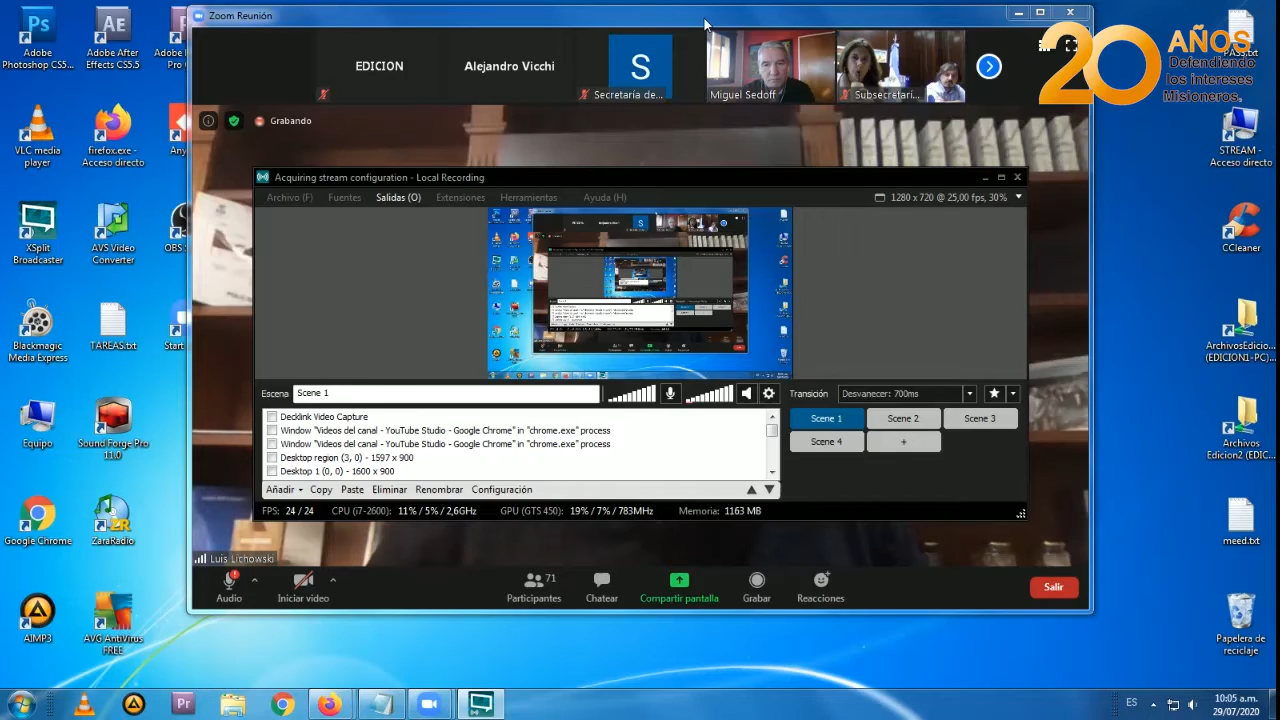 Adobe
Photoshop CS5...
Adobe After
Effects CS5.5
Adobe
Pro
VLC media
player
firefox.exe -
Acceso directo
Any
XSplit
Broadcaster
AVS Video
Converter
OBS S
Blackmagic
Media Express
TAREAS.txt
Start
Equipo
Sound Forge Pro
11.0
Google Chrome
ZaraRadio
AIMP3
AVG AntiVirus
FREE
Zoom Reunión
EDICION
Alejandro Vicchi
S
Secretaría de...
Miguel Sedoff
Subsecretarí...
Grabando
Acquiring stream configuration - Local Recording
Archivo (F)
Fuentes
Salidas (O)
Extensiones
Herramientas
Ayuda (H)
1280 x 720 @ 25,00 fps, 30%
Escena
Scene 1
Transición
Desvanecer: 700ms
Decklink Video Capture
Window "Videos del canal - YouTube Studio - Google Chrome" in "chrome.exe" process
Window "Videos del canal - YouTube Studio - Google Chrome" in "chrome.exe" process
Desktop region (3, 0) - 1597 x 900
Desktop 1 (0, 0) - 1600 x 900
Scene 1
Scene 2
Scene 3
Scene 4
+
Añadir
Copy
Paste
Eliminar
Renombrar
Configuración
FPS: 24 / 24
CPU (i7-2600): 11% / 5% / 2,6GHz
GPU (GTS 450): 19% / 7% / 783MHz
Memoria: 1163 MB
Luis Lichowski
Audio
Iniciar video
71
Participantes
Chatear
Compartir pantalla
Grabar
Reacciones
Salir
20 AÑOS
Defendiendo
los intereses
Misioneros.
STREAM -
Acceso directo
CCleaner
ArchivosEdicio...
(EDICION1-PC)...
Archivos
Edicion2 (EDIC...
meed.txt
Papelera de
reciclaje
Pr
ES
10:05 a.m.
29/07/2020